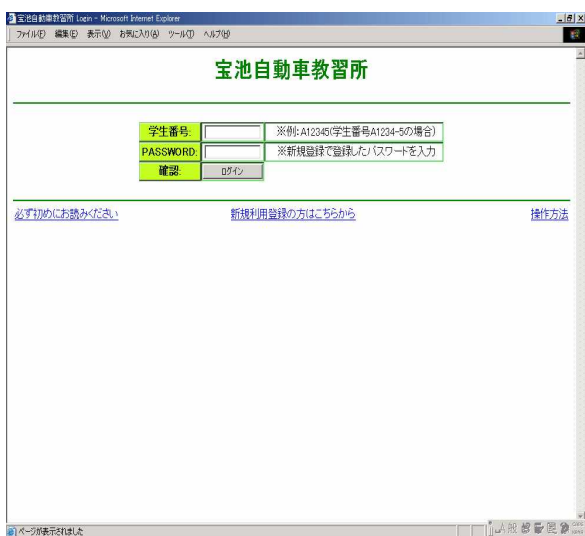 宝池自動車教習所 Login - Microsoft Internet Explorer
ファイル(F) 編集(E) 表示(V) お気に入り(A) ツール(T) ヘルプ(H)
宝池自動車教習所
学生番号: ※例:A12345(学生番号A1234-5の場合)
PASSWORD: ※新規登録で登録したパスワードを入力
確認: ログイン
必ず初めにお読みください 新規利用登録の方はこちらから 操作方法
ページが表示されました
A般